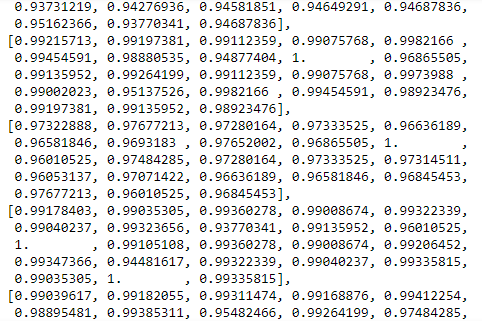 0.93731219, 0.94276936, 0.94581851, 0.94649291, 0.94687836,
0.95162366, 0.93770341, 0.94687836],
[0.99215713, 0.99197381, 0.99112359, 0.99075768, 0.9982166 ,
0.99454591, 0.98880535, 0.94877404, 1.        , 0.96865505,
0.99135952, 0.99264199, 0.99112359, 0.99075768, 0.9973988 ,
0.99002023, 0.95137526, 0.9982166 , 0.99454591, 0.98923476,
0.99197381, 0.99135952, 0.98923476],
[0.97322888, 0.97677213, 0.97280164, 0.97333525, 0.96636189,
0.96581846, 0.9693183 , 0.97652002, 0.96865505, 1.        ,
0.96010525, 0.97484285, 0.97280164, 0.97333525, 0.97314511,
0.96053137, 0.97071422, 0.96636189, 0.96581846, 0.96845453,
0.97677213, 0.96010525, 0.96845453],
[0.99178403, 0.99035305, 0.99360278, 0.99008674, 0.99322339,
0.99040237, 0.99323656, 0.93770341, 0.99135952, 0.96010525,
1.        , 0.99105108, 0.99360278, 0.99008674, 0.99206452,
0.99347366, 0.94481617, 0.99322339, 0.99040237, 0.99335815,
0.99035305, 1.        , 0.99335815],
[0.99039617, 0.99182055, 0.99311474, 0.99168876, 0.99412254,
0.98895481, 0.99385311, 0.95482466, 0.99264199, 0.97484285,